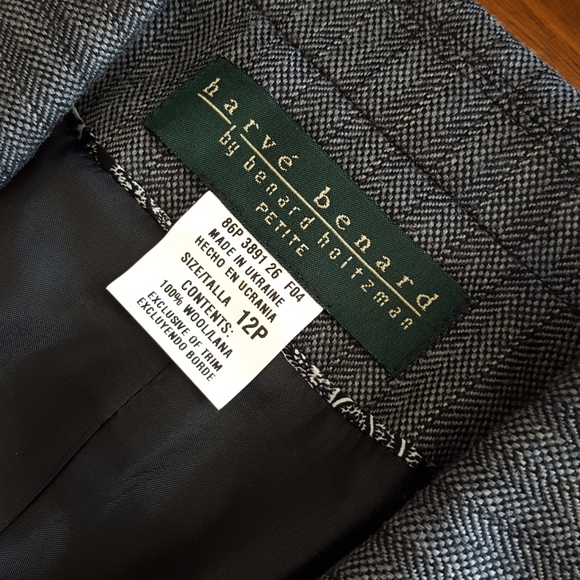 harvé benard
by benard holtzman
PETITE
86P 3891 26 F04
MADE IN UKRAINE
HECHO EN UCRANIA
SIZE/TALLA 12P
CONTENTS:
100% WOOL/LANA
EXCLUSIVE OF TRIM
EXCLUYENDO BORDE